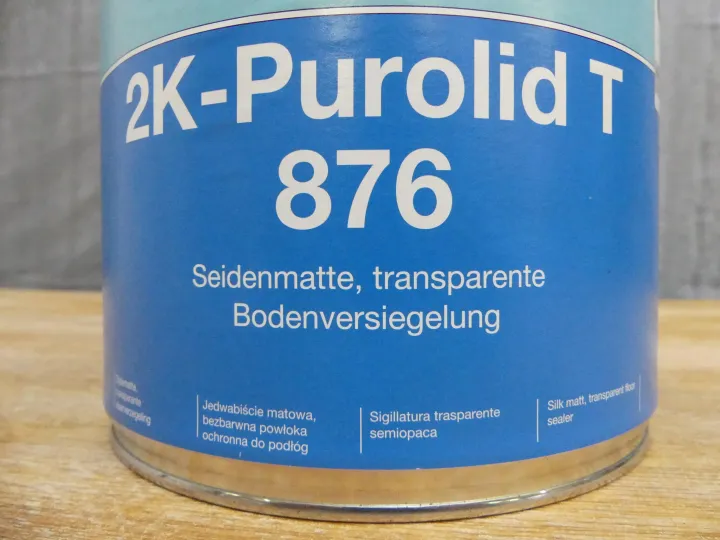 2K-Purolid T
876
Seidenmatte, transparente
Bodenversiegelung
Jedwabiście matowa,
bezbarwna powłoka
ochronna do podłóg
Sigillatura trasparente
semiopaca
Silk matt, transparent floor
sealer